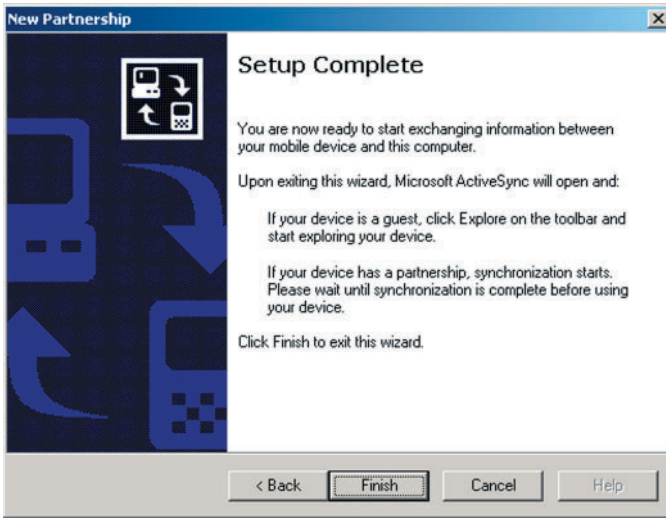 New Partnership
Setup Complete
You are now ready to start exchanging information between
your mobile device and this computer.
Upon exiting this wizard, Microsoft ActiveSync will open and:
If your device is a guest, click Explore on the toolbar and
start exploring your device.
If your device has a partnership, synchronization starts.
Please wait until synchronization is complete before using
your device.
Click Finish to exit this wizard.
< Back Finish Cancel Help